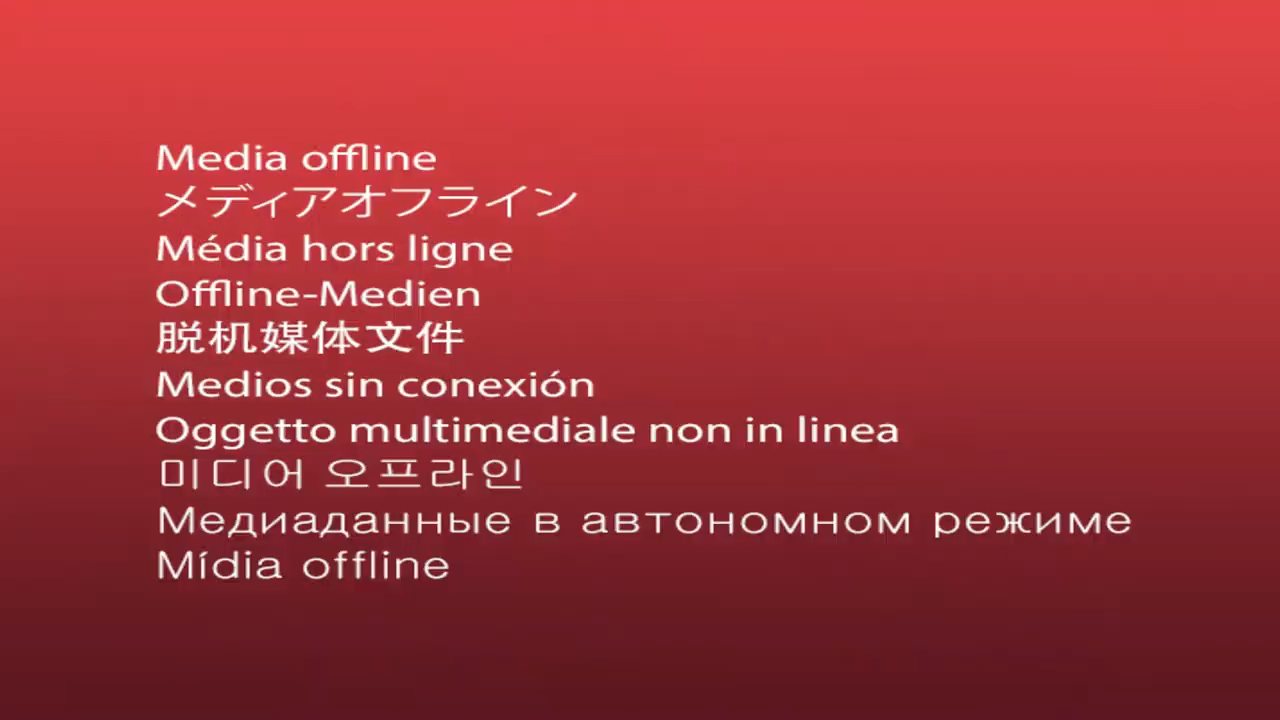 Media offline
メディアオフライン
Média hors ligne
Offline-Medien
脱机媒体文件
Medios sin conexión
Oggetto multimediale non in linea
미디어 오프라인
Медиаданные в автономном режиме
Mídia offline